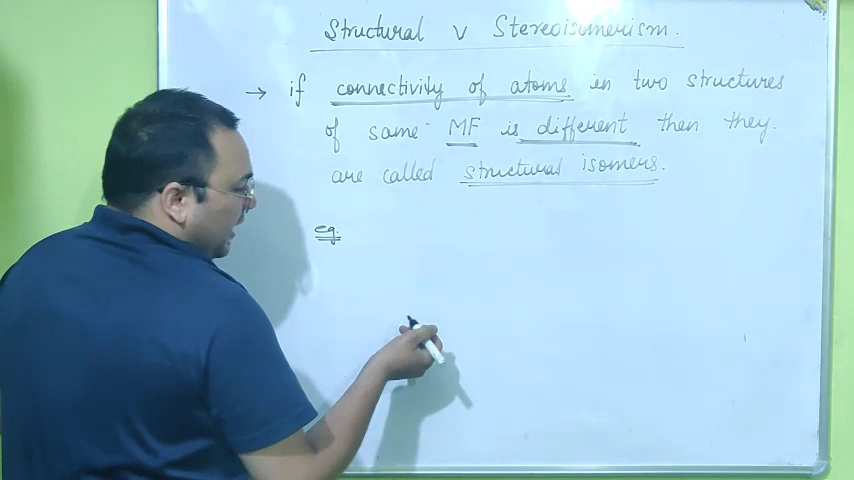 Structural v Stereoisomerism.
→ if connectivity of atoms in two structures
of same MF is different then they.
are called structural isomers.
eg.